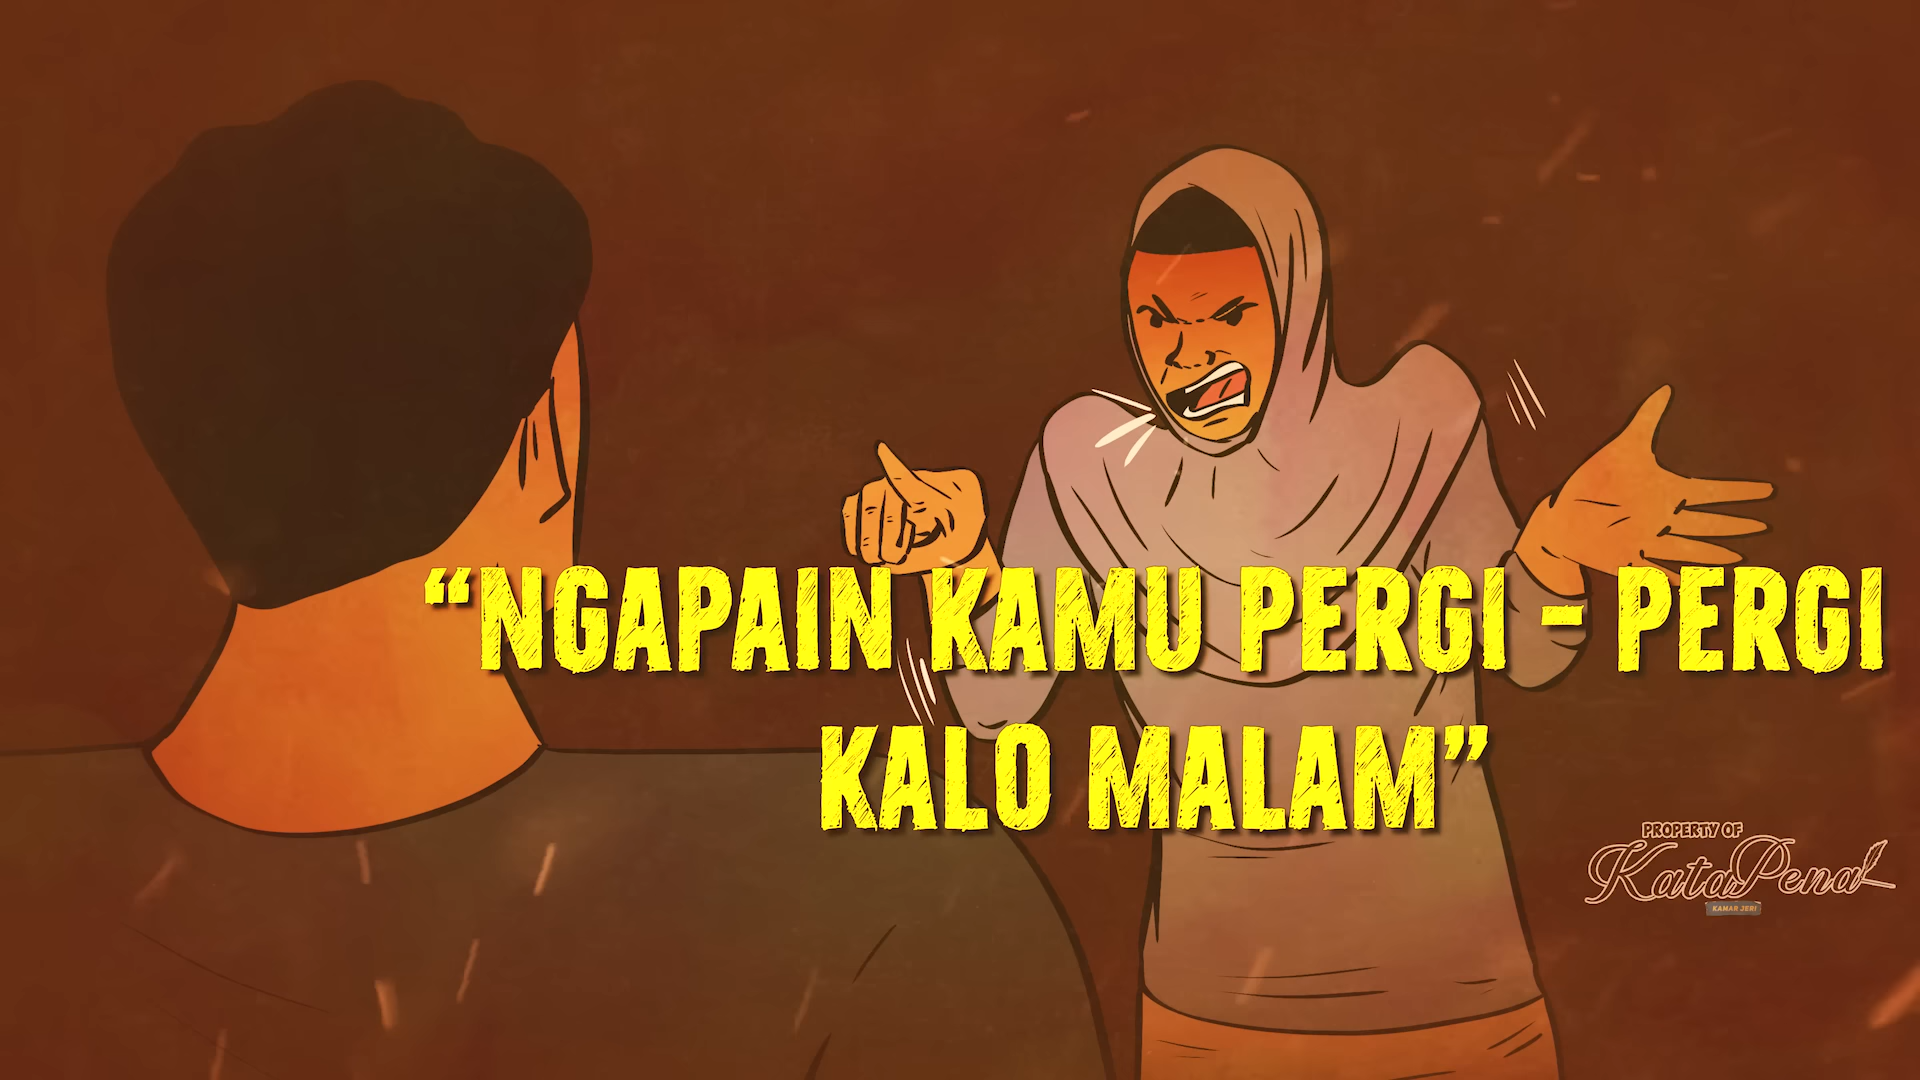 “NGAPAIN KAMU PERGI - PERGI
KALO MALAM”
PROPERTY OF
KataPena
KAMAR JERI